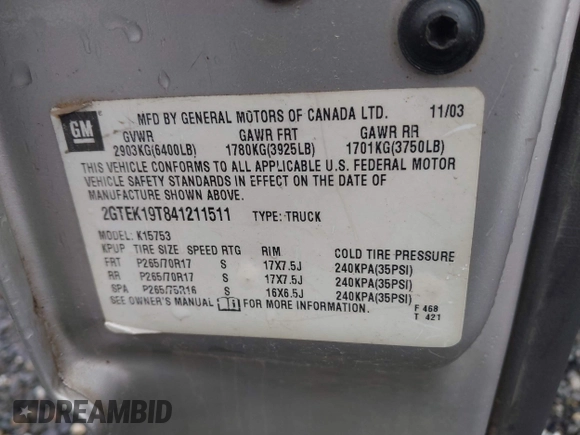 GM
MFD BY GENERAL MOTORS OF CANADA LTD. 11/03
GVWR GAWR FRT GAWR RR
2903KG(6400LB) 1780KG(3925LB) 1701KG(3750LB)
THIS VEHICLE CONFORMS TO ALL APPLICABLE U.S. FEDERAL MOTOR
VEHICLE SAFETY STANDARDS IN EFFECT ON THE DATE OF
MANUFACTURE SHOWN ABOVE.
2GTEK19T841211511 TYPE: TRUCK
MODEL: K15753
KPUP TIRE SIZE SPEED RTG RIM COLD TIRE PRESSURE
FRT P265/70R17 S 17X7.5J 240KPA(35PSI)
RR P265/70R17 S 17X7.5J 240KPA(35PSI)
SPA P265/75R16 S 16X6.5J 240KPA(35PSI)
SEE OWNER'S MANUAL FOR MORE INFORMATION.
F 468
T 421
DREAMBID